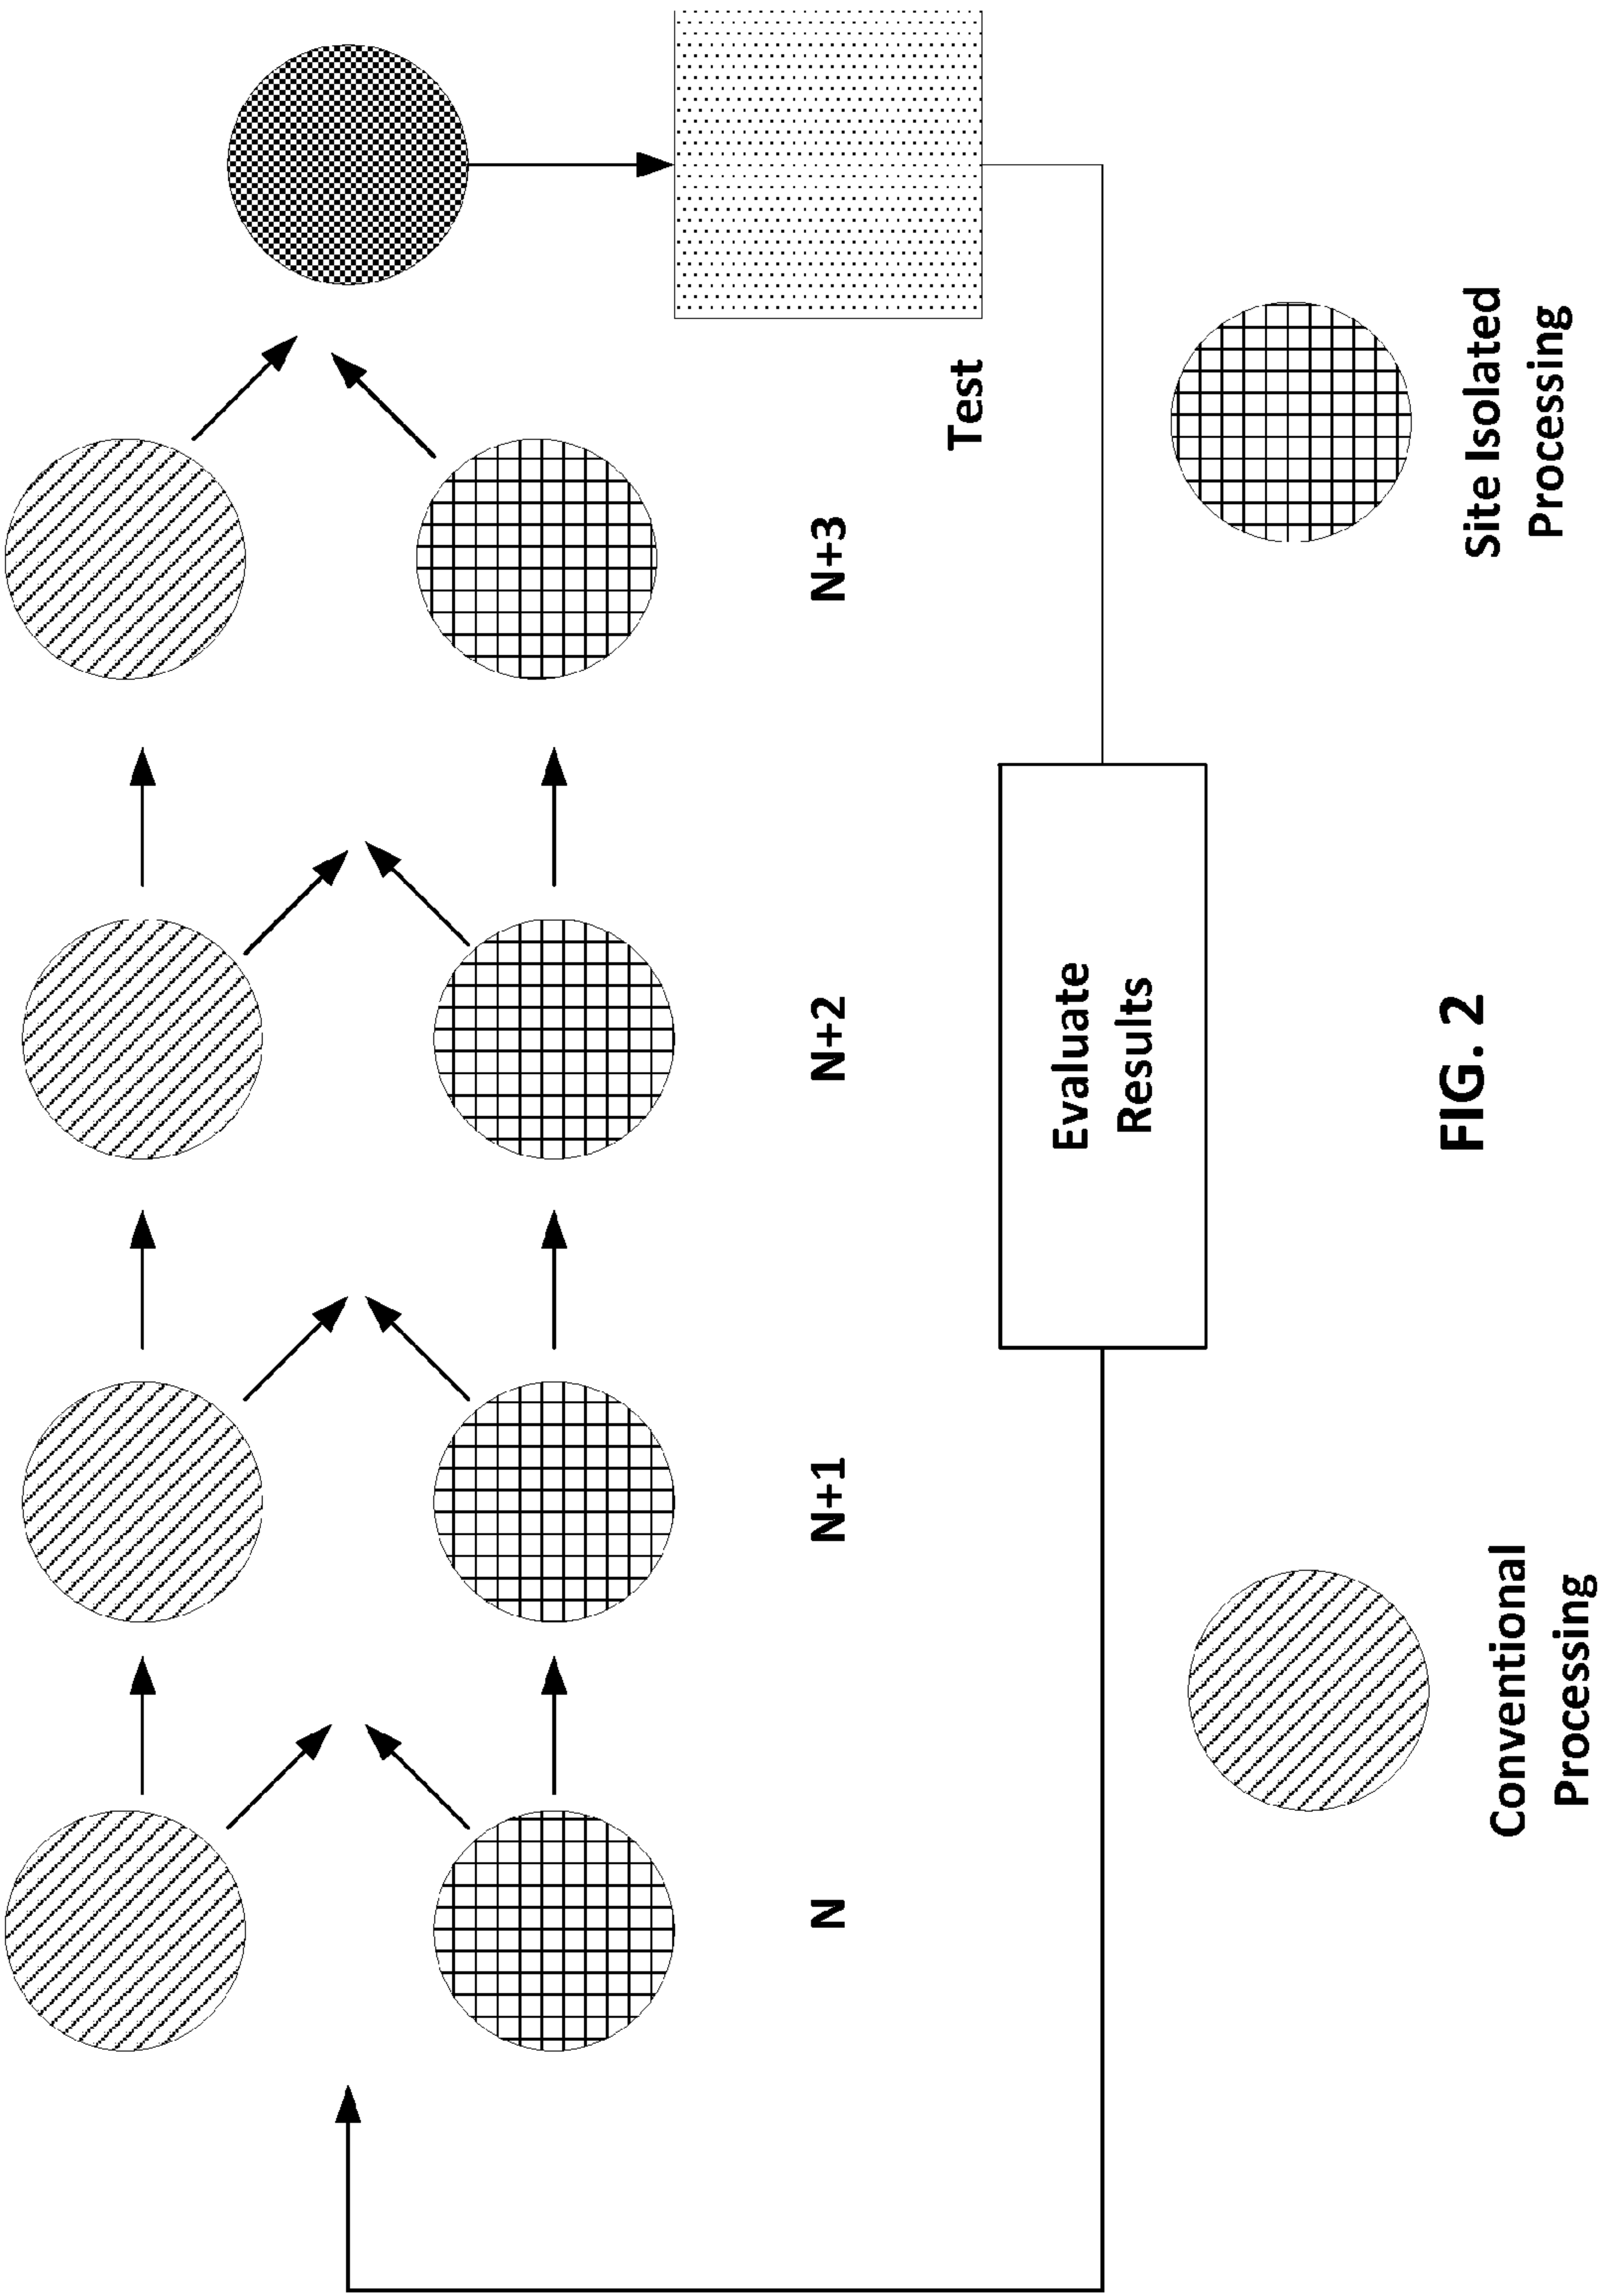 N
N+1
N+2
N+3
Test
Evaluate
Results
Conventional
Processing
Site Isolated
Processing
FIG. 2